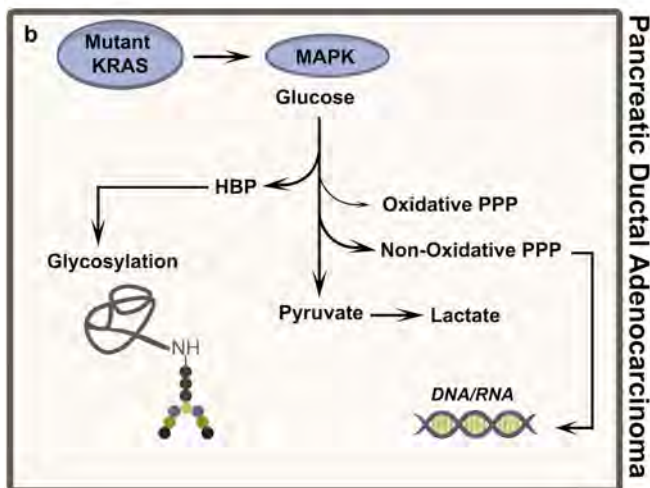 b
Mutant
KRAS
MAPK
Glucose
HBP
Oxidative PPP
Non-Oxidative PPP
Glycosylation
Pyruvate
Lactate
NH
DNA/RNA
Pancreatic Ductal Adenocarcinoma